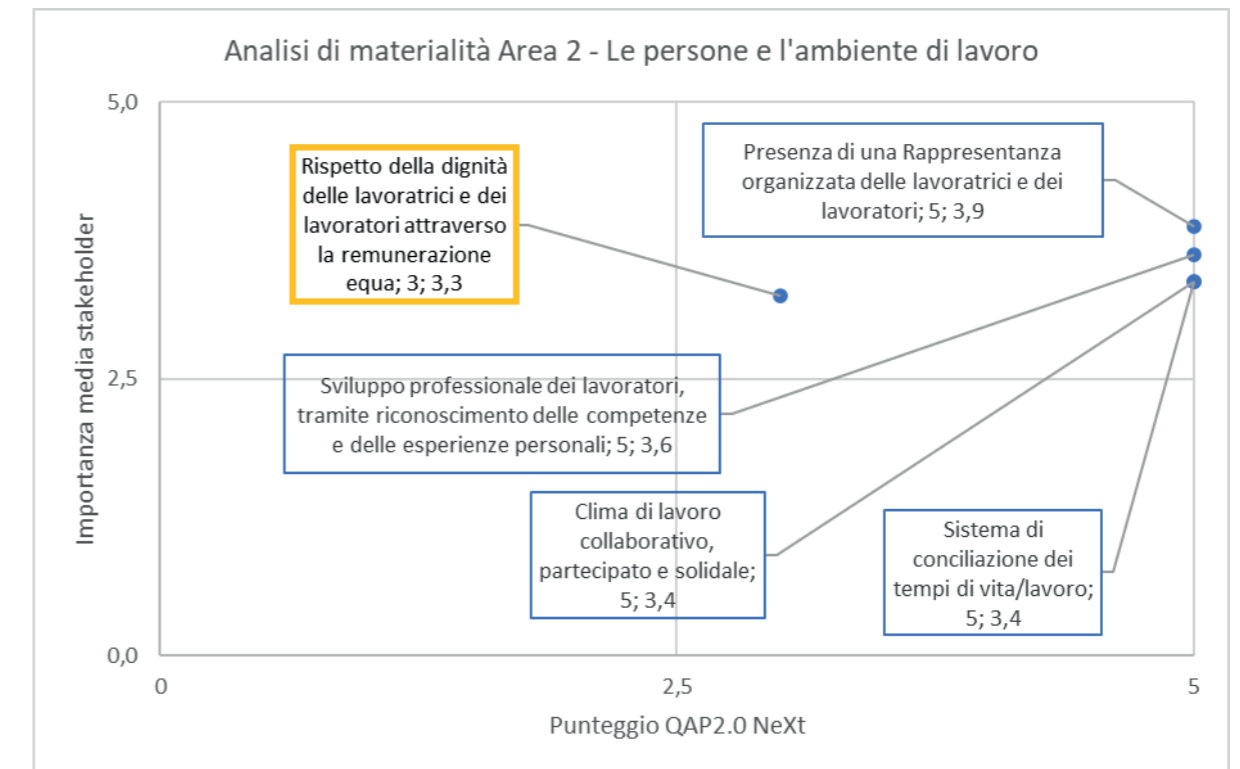 Analisi di materialità Area 2 - Le persone e l'ambiente di lavoro
5,0
Rispetto della dignità
delle lavoratrici e dei
lavoratori attraverso
la remunerazione
equa; 3; 3,3
Presenza di una Rappresentanza
organizzata delle lavoratrici e dei
lavoratori; 5; 3,9
Importanza media stakeholder
2,5
Sviluppo professionale dei lavoratori,
tramite riconoscimento delle competenze
e delle esperienze personali; 5; 3,6
Clima di lavoro
collaborativo,
partecipato e solidale;
5; 3,4
Sistema di
conciliazione dei
tempi di vita/lavoro;
5; 3,4
0,0
0
2,5
5
Punteggio QAP2.0 NeXt